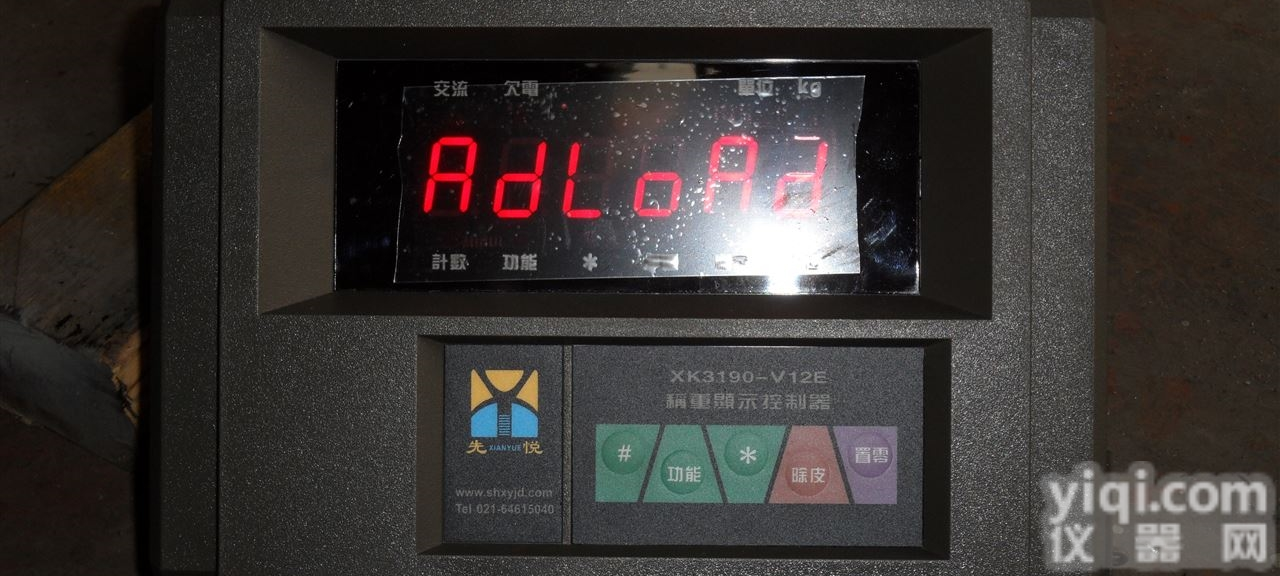 交流 欠電 單位 kg
AdLoAd
計數 功能 *
XK3190-V12E
稱重顯示控制器
# 功能 * 除皮 置零
先 XIANYUE 悦
www.shxyjd.com
Tel 021-64615040
yiqi.com
仪器网